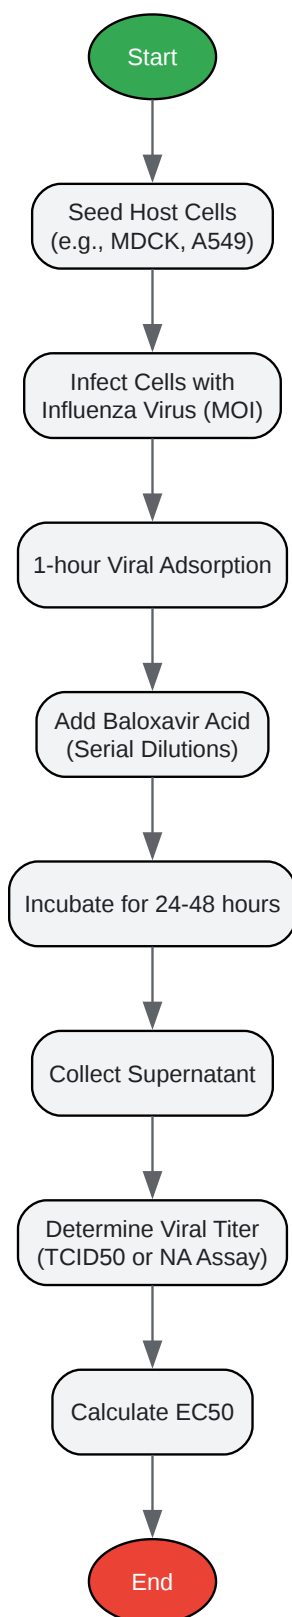 Start
Seed Host Cells
(e.g., MDCK, A549)
Infect Cells with
Influenza Virus (MOI)
1-hour Viral Adsorption
Add Baloxavir Acid
(Serial Dilutions)
Incubate for 24-48 hours
Collect Supernatant
Determine Viral Titer
(TCID50 or NA Assay)
Calculate EC50
End